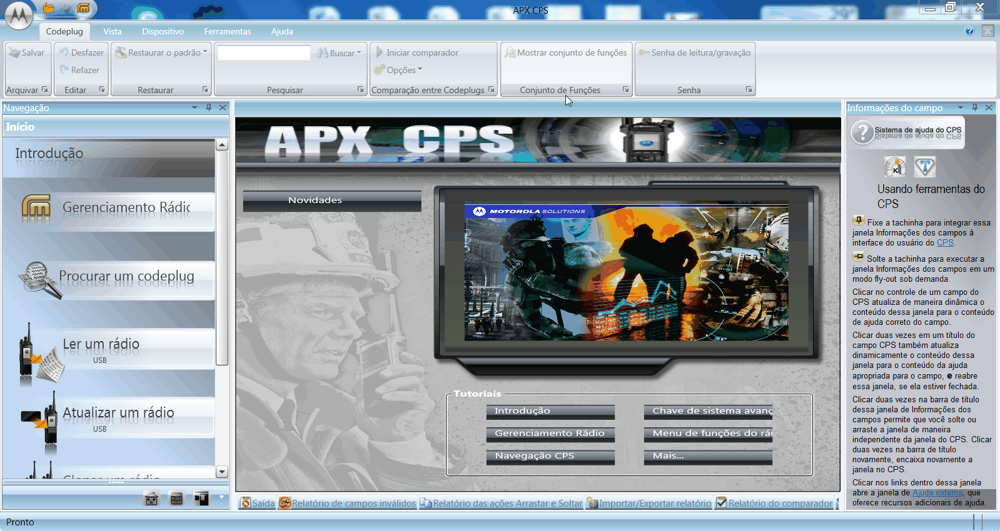 APX CPS
Codeplug
Vista
Dispositivo
Ferramentas
Ajuda
Salvar
Desfazer
Restaurar o padrão
Buscar
Iniciar comparador
Mostrar conjunto de funções
Senha de leitura/gravação
Refazer
Opções
Arquivar
Editar
Restaurar
Pesquisar
Comparação entre Codeplugs
Conjunto de Funções
Senha
Navegação
Início
Introdução
Gerenciamento Rádic
Procurar um codeplug
Ler um rádio
USB
Atualizar um rádio
USB
Clonar um rádio
APX CPS
Novidades
MOTOROLA SOLUTIONS
Tutoriais
Introdução
Chave de sistema avanç
Gerenciamento Rádio
Menu de funções do rá
Navegação CPS
Mais...
Saída
Relatório de campos inválidos
Relatório das ações Arrastar e Soltar
Importar/Exportar relatório
Relatório do comparador
Informações do campo
Sistema de ajuda do CPS
K
T
Usando ferramentas do
CPS
Fixe a tachinha para integrar essa
janela Informações dos campos à
interface do usuário do CPS.
Solte a tachinha para executar a
janela Informações dos campos em um
modo fly-out sob demanda.
Clicar no controle de um campo do
CPS atualiza de maneira dinâmica o
conteúdo dessa janela para o conteúdo
de ajuda correto do campo.
Clicar duas vezes em um título do
campo CPS também atualiza
dinamicamente o conteúdo dessa
janela para o conteúdo da ajuda
apropriada para o campo, e reabre
essa janela, se ela estiver fechada.
Clicar duas vezes na barra de título
dessa janela de Informações dos
campos permite que você solte ou
arraste a janela de maneira
independente da janela do CPS. Clicar
duas vezes na barra de título
novamente, encaixa novamente a
janela no CPS.
Clicar nos links dentro dessa janela
abre a janela de Ajuda externa, que
oferece recursos adicionais de ajuda.
Pronto